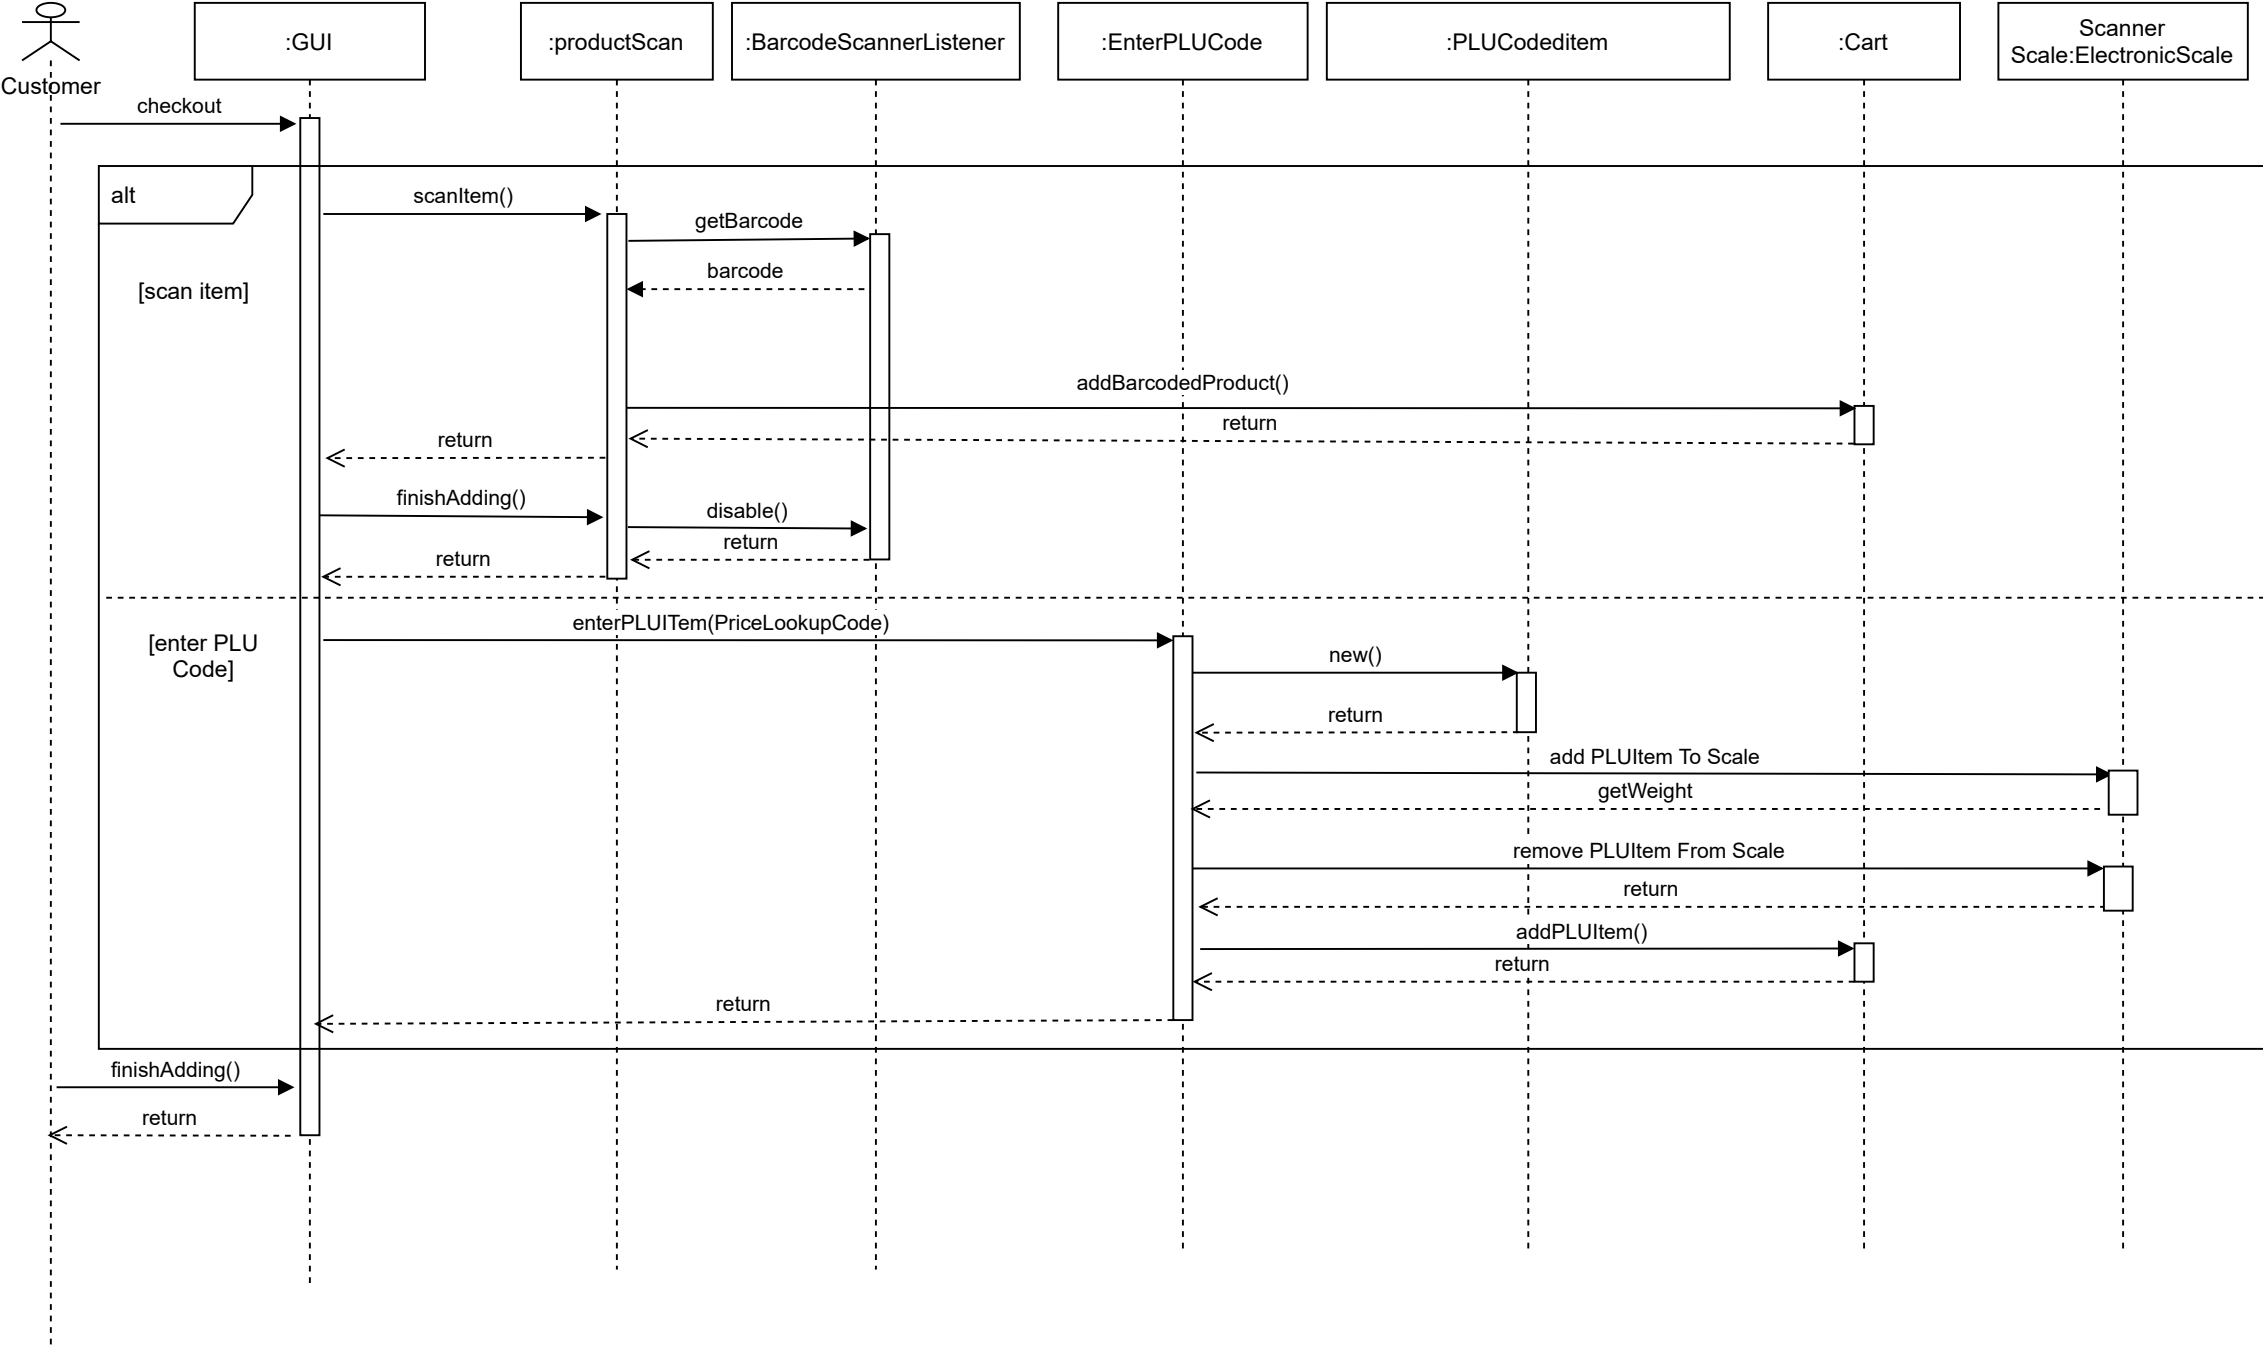 Customer
:GUI
:productScan
:BarcodeScannerListener
:EnterPLUCode
:PLUCodeditem
:Cart
Scanner
Scale:ElectronicScale
checkout
alt
scanItem()
getBarcode
barcode
[scan item]
addBarcodedProduct()
return
return
finishAdding()
disable()
return
return
enterPLUITem(PriceLookupCode)
[enter PLU
Code]
new()
return
add PLUItem To Scale
getWeight
remove PLUItem From Scale
return
addPLUItem()
return
return
finishAdding()
return